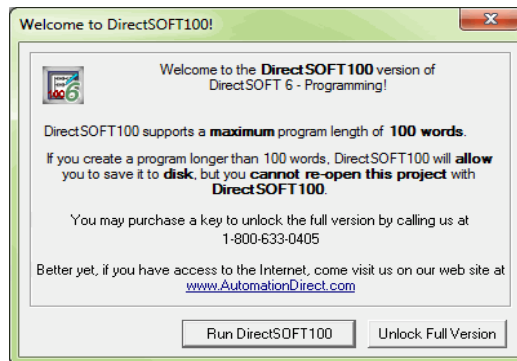 Welcome to DirectSOFT100!
Welcome to the DirectSOFT100 version of
DirectSOFT 6 - Programming!
100 6
DirectSOFT100 supports a maximum program length of 100 words.
If you create a program longer than 100 words, DirectSOFT100 will allow
you to save it to disk, but you cannot re-open this project with
DirectSOFT100.
You may purchase a key to unlock the full version by calling us at
1-800-633-0405
Better yet, if you have access to the Internet, come visit us on our web site at
www.AutomationDirect.com
Run DirectSOFT100
Unlock Full Version